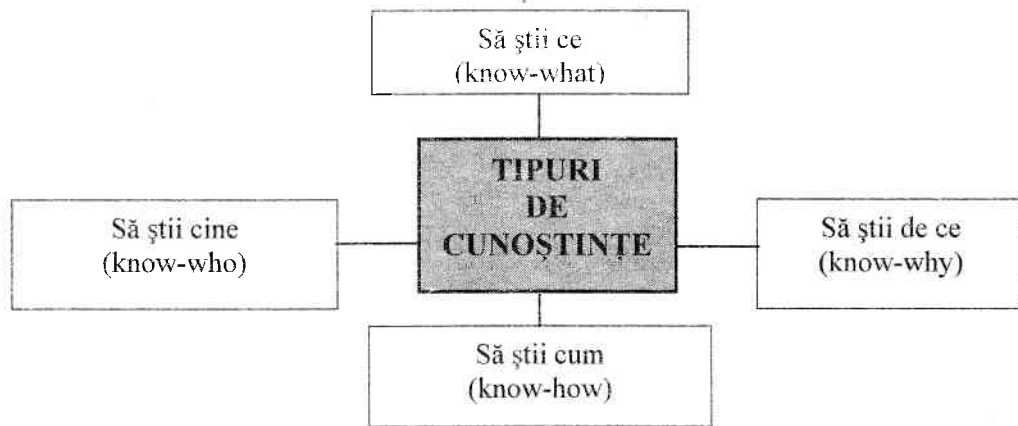 Să ştii ce
(know-what)
TIPURI
DE
CUNOŞTINŢE
Să ştii cine
(know-who)
Să ştii de ce
(know-why)
Să ştii cum
(know-how)